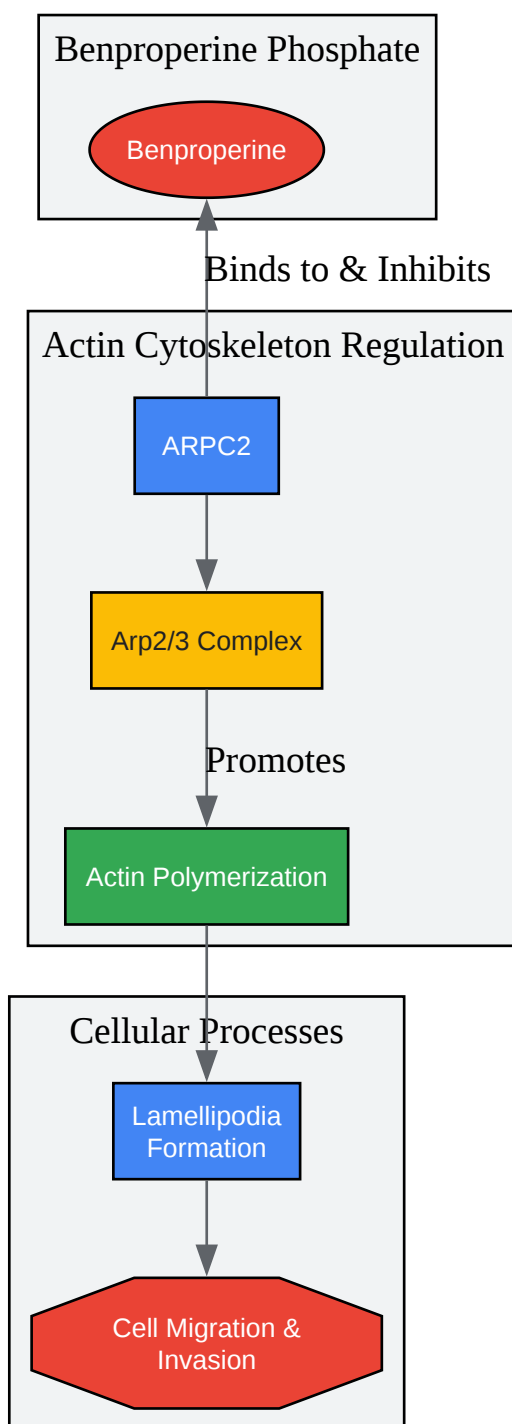 Benproperine Phosphate
Benproperine
Binds to & Inhibits
Actin Cytoskeleton Regulation
ARPC2
Arp2/3 Complex
Promotes
Actin Polymerization
Cellular Processes
Lamellipodia
Formation
Cell Migration &
Invasion